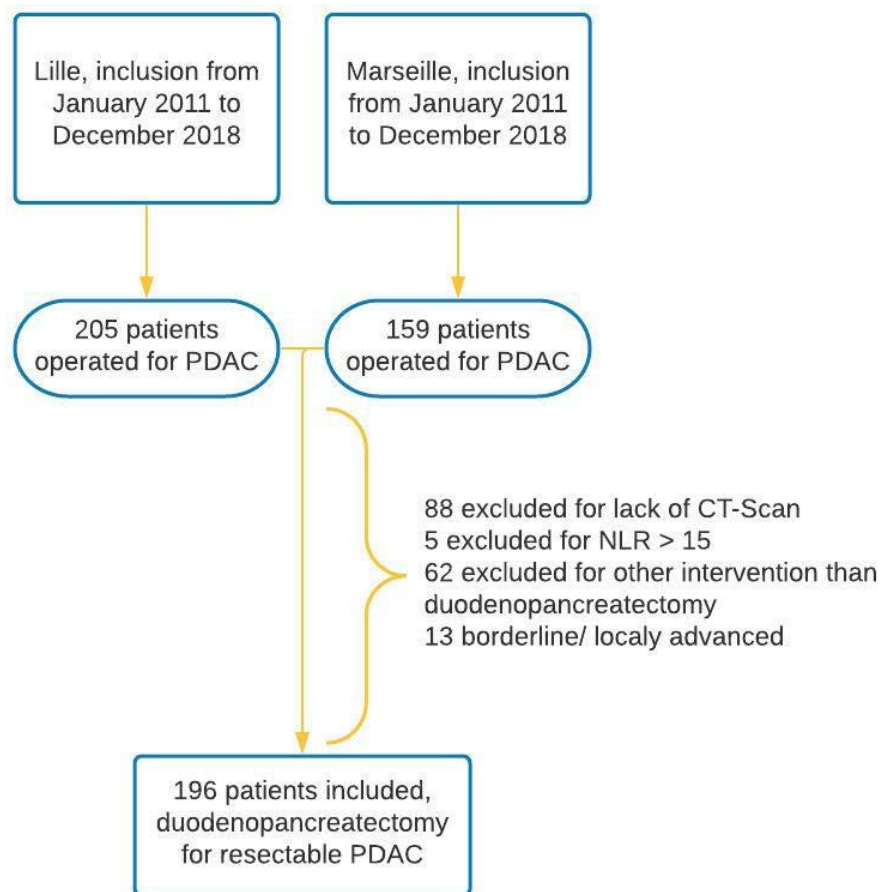 Lille, inclusion from
January 2011 to
December 2018
Marseille, inclusion
from January 2011
to December 2018
205 patients
operated for PDAC
159 patients
operated for PDAC
88 excluded for lack of CT-Scan
5 excluded for NLR > 15
62 excluded for other intervention than
duodenopancreatectomy
13 borderline/ localy advanced
196 patients included,
duodenopancreatectomy
for resectable PDAC